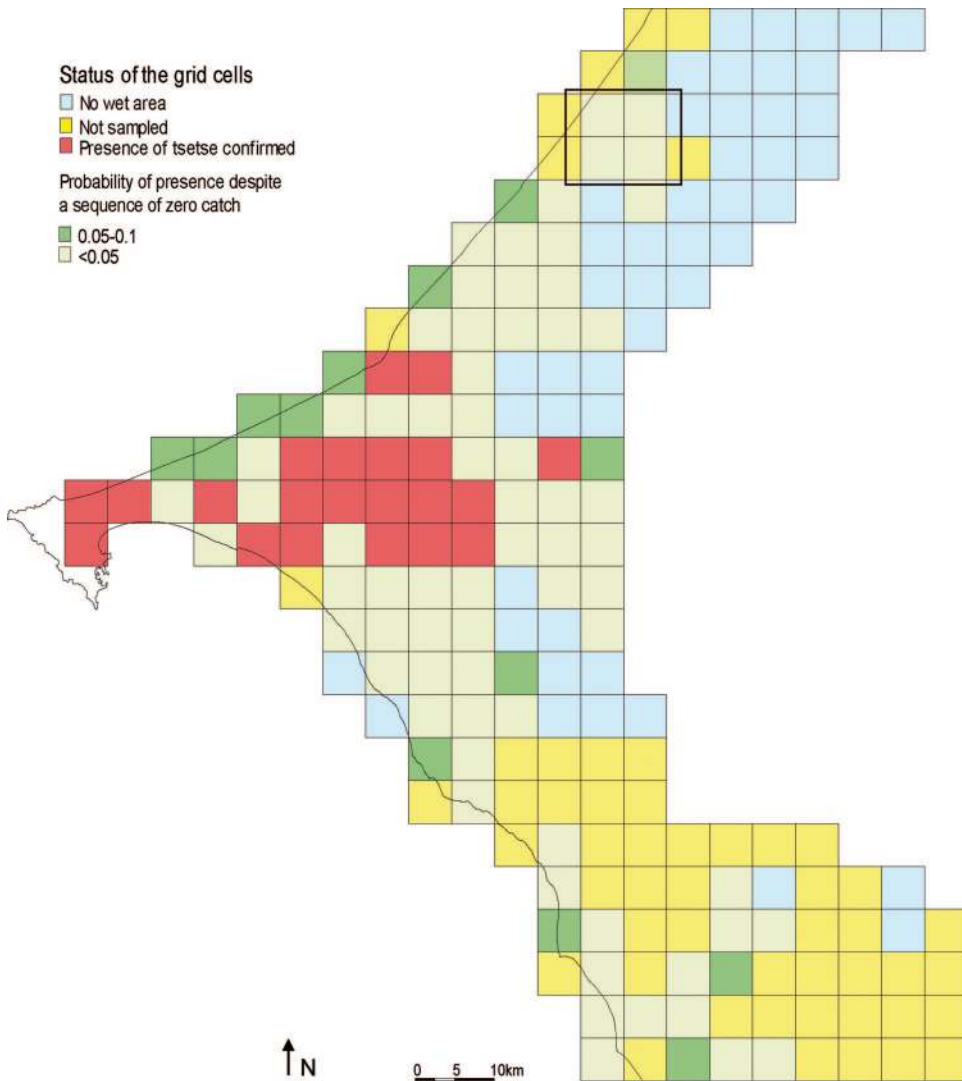 Status of the grid cells
No wet area
Not sampled
Presence of tsetse confirmed
Probability of presence despite
a sequence of zero catch
0.05-0.1
<0.05
N
0 5 10km